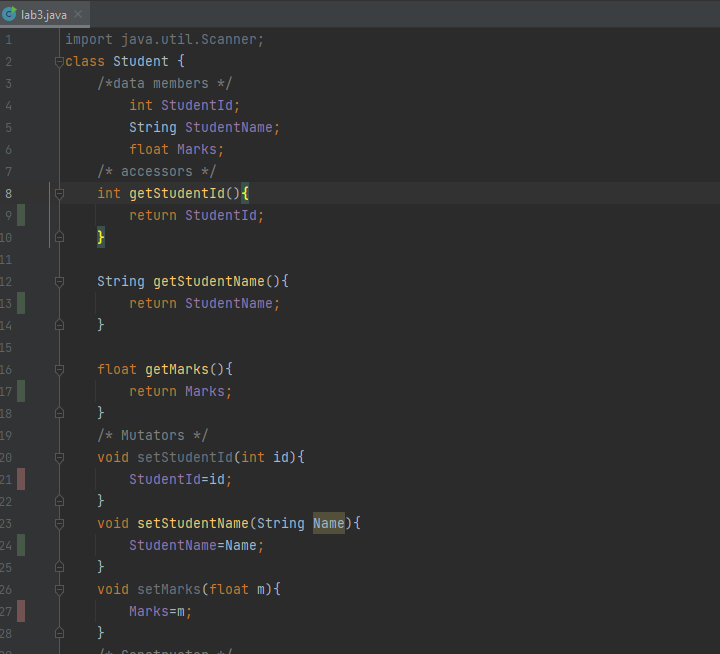 lab3.java
1 import java.util.Scanner;
2 class Student {
3 /*data members */
4 int StudentId;
5 String StudentName;
6 float Marks;
7 /* accessors */
8 int getStudentId(){
9 return StudentId;
10 }
11
12 String getStudentName(){
13 return StudentName;
14 }
15
16 float getMarks(){
17 return Marks;
18 }
19 /* Mutators */
20 void setStudentId(int id){
21 StudentId=id;
22 }
23 void setStudentName(String Name){
24 StudentName=Name;
25 }
26 void setMarks(float m){
27 Marks=m;
28 }
/* Constructor */